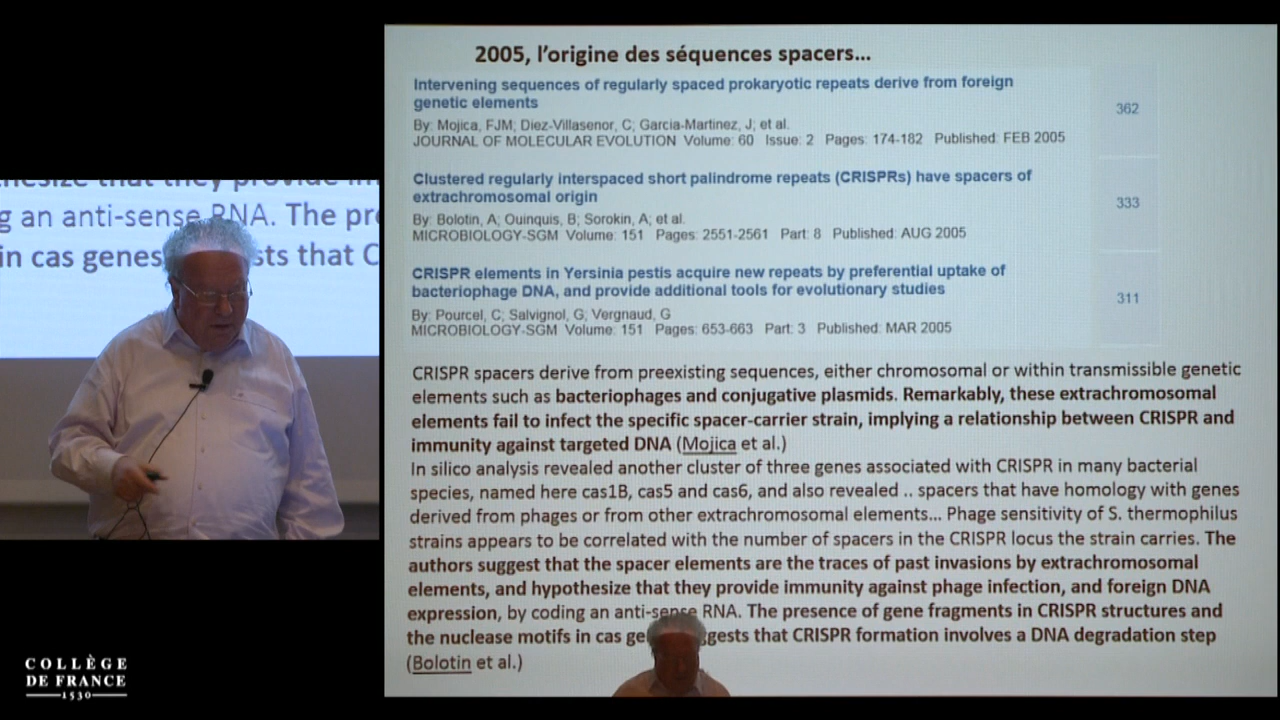 2005, l'origine des séquences spacers...
Intervening sequences of regularly spaced prokaryotic repeats derive from foreign
genetic elements
362
By: Mojica, FJM; Diez-Villasenor, C; Garcia-Martinez, J; et al.
JOURNAL OF MOLECULAR EVOLUTION Volume: 60 Issue: 2 Pages: 174-182 Published: FEB 2005
Clustered regularly interspaced short palindrome repeats (CRISPRs) have spacers of
extrachromosomal origin
333
By: Bolotin, A; Ouinquis, B; Sorokin, A; et al.
MICROBIOLOGY-SGM Volume: 151 Pages: 2551-2561 Part: 8 Published: AUG 2005
CRISPR elements in Yersinia pestis acquire new repeats by preferential uptake of
bacteriophage DNA, and provide additional tools for evolutionary studies
311
By: Pourcel, C; Salvignol, G; Vergnaud, G
MICROBIOLOGY-SGM Volume: 151 Pages: 653-663 Part: 3 Published: MAR 2005
CRISPR spacers derive from preexisting sequences, either chromosomal or within transmissible genetic
elements such as bacteriophages and conjugative plasmids. Remarkably, these extrachromosomal
elements fail to infect the specific spacer-carrier strain, implying a relationship between CRISPR and
immunity against targeted DNA (Mojica et al.)
In silico analysis revealed another cluster of three genes associated with CRISPR in many bacterial
species, named here cas1B, cas5 and cas6, and also revealed .. spacers that have homology with genes
derived from phages or from other extrachromosomal elements... Phage sensitivity of S. thermophilus
strains appears to be correlated with the number of spacers in the CRISPR locus the strain carries. The
authors suggest that the spacer elements are the traces of past invasions by extrachromosomal
elements, and hypothesize that they provide immunity against phage infection, and foreign DNA
expression, by coding an anti-sense RNA. The presence of gene fragments in CRISPR structures and
the nuclease motifs in cas ge ggests that CRISPR formation involves a DNA degradation step
(Bolotin et al.)
hesize that they provide im
g an anti-sense RNA. The pre
in cas genes sts that C
COLLÈGE
DE FRANCE
1530